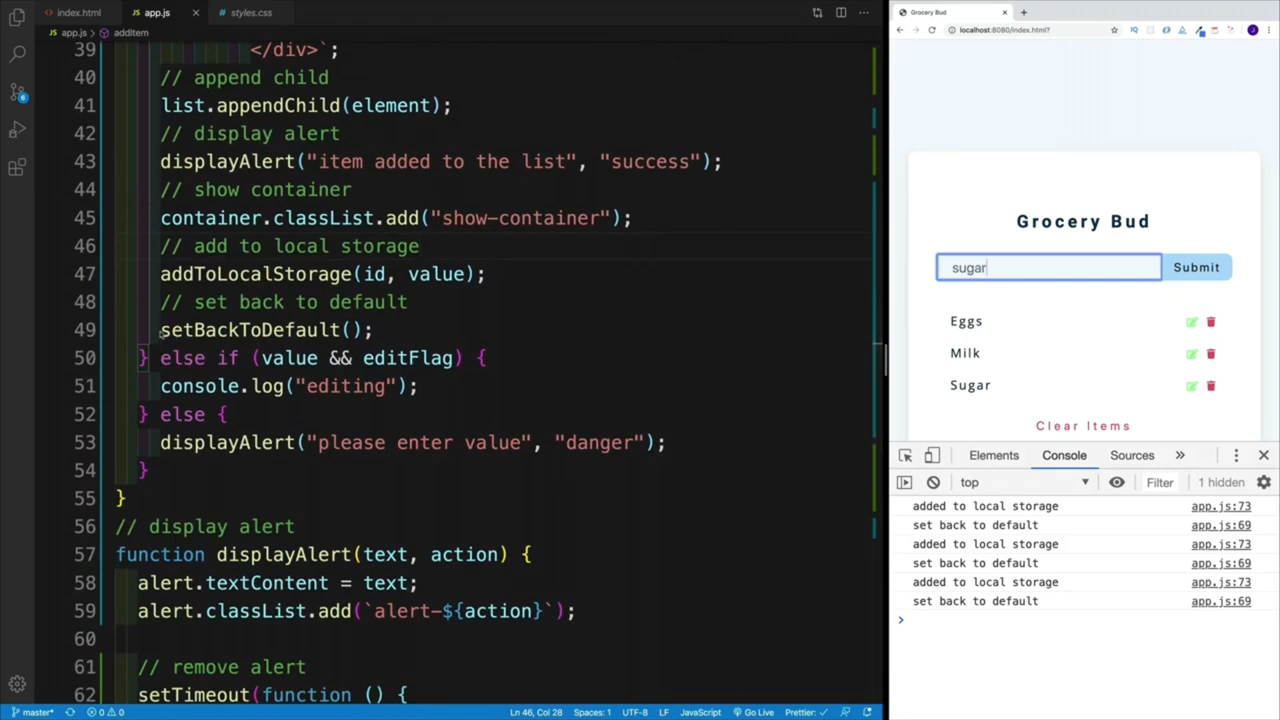 index.html
app.js
styles.css
app.js > addItem
39 </div>`;
40 // append child
41 list.appendChild(element);
42 // display alert
43 displayAlert("item added to the list", "success");
44 // show container
45 container.classList.add("show-container");
46 // add to local storage
47 addToLocalStorage(id, value);
48 // set back to default
49 setBackToDefault();
50 } else if (value && editFlag) {
51 console.log("editing");
52 } else {
53 displayAlert("please enter value", "danger");
54 }
55 }
56 // display alert
57 function displayAlert(text, action) {
58 alert.textContent = text;
59 alert.classList.add(`alert-${action}`);
60
61 // remove alert
62 setTimeout(function () {
6
master*
0 0
Ln 46, Col 28
Spaces: 1
UTF-8
LF
JavaScript
Go Live
Prettier: ✓
Grocery Bud
localhost:8080/index.html?
J
Grocery Bud
sugar
Submit
Eggs
Milk
Sugar
Clear Items
Elements
Console
Sources
»
top
Filter
1 hidden
added to local storage app.js:73
set back to default app.js:69
added to local storage app.js:73
set back to default app.js:69
added to local storage app.js:73
set back to default app.js:69
>